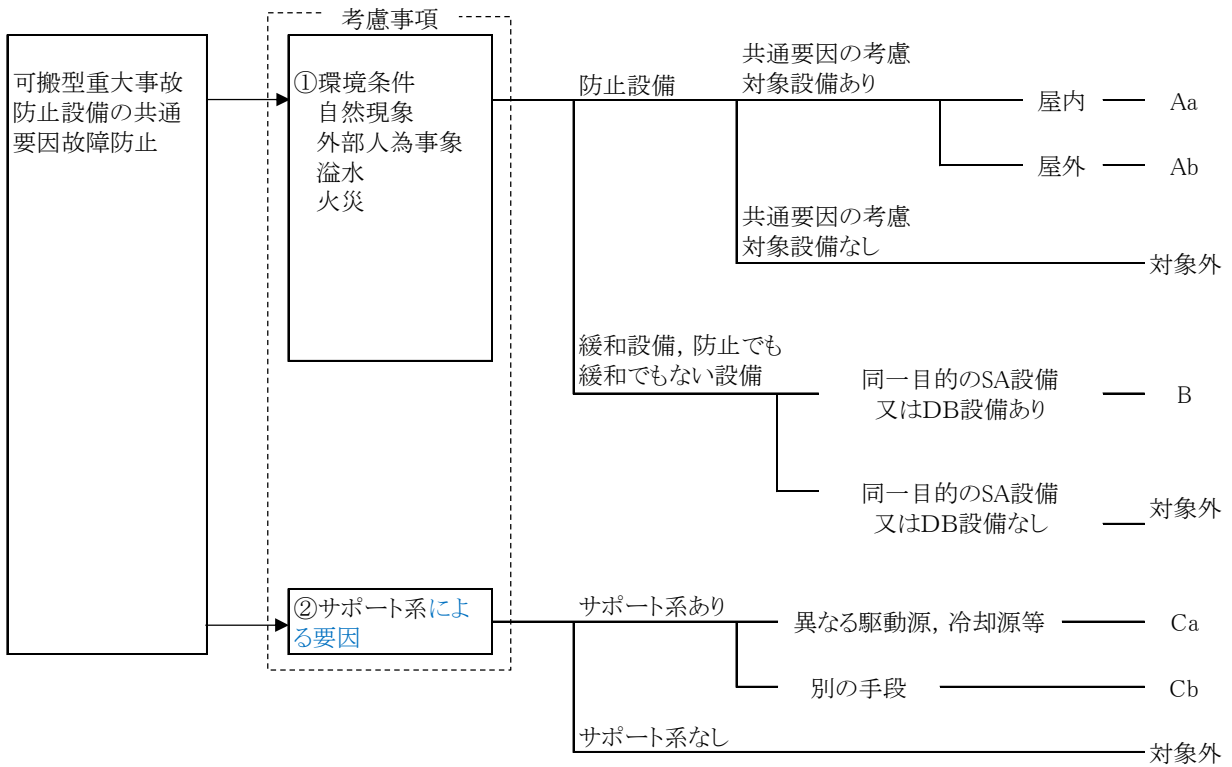 考慮事項
可搬型重大事故
防止設備の共通
要因故障防止
①環境条件
自然現象
外部人為事象
溢水
火災
防止設備
共通要因の考慮
対象設備あり
屋内
Aa
屋外
Ab
共通要因の考慮
対象設備なし
対象外
緩和設備，防止でも
緩和でもない設備
同一目的のSA設備
又はDB設備あり
B
同一目的のSA設備
又はDB設備なし
対象外
②サポート系によ
る要因
サポート系あり
異なる駆動源，冷却源等
Ca
別の手段
Cb
サポート系なし
対象外